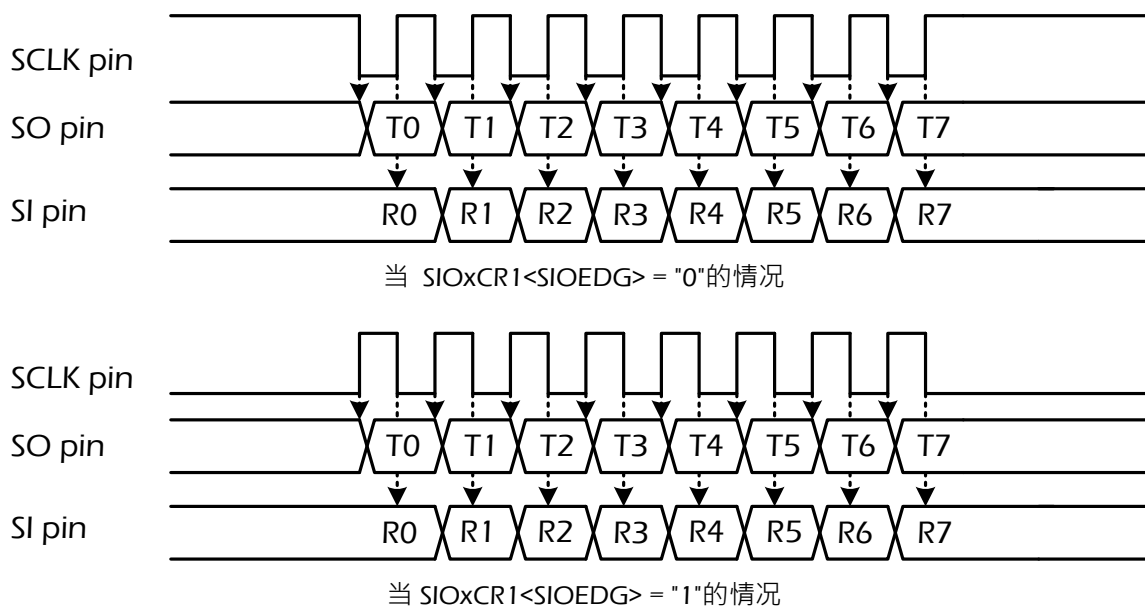 SCLK pin
SO pin T0 T1 T2 T3 T4 T5 T6 T7
SI pin R0 R1 R2 R3 R4 R5 R6 R7
当 SIOxCR1<SIOEDG> = "0"的情况
SCLK pin
SO pin T0 T1 T2 T3 T4 T5 T6 T7
SI pin R0 R1 R2 R3 R4 R5 R6 R7
当 SIOxCR1<SIOEDG> = "1"的情况